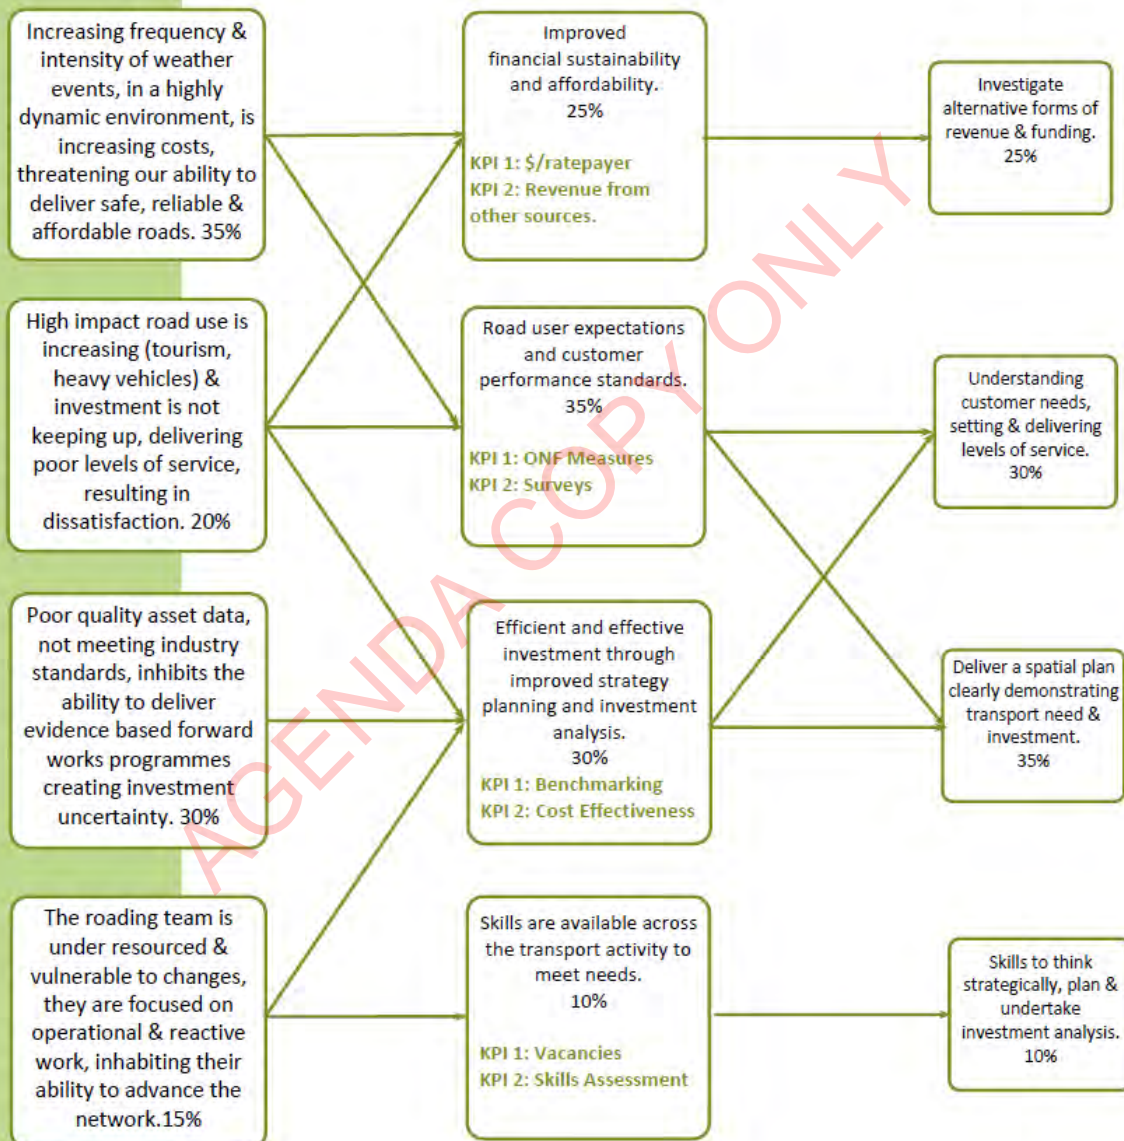 Increasing frequency &
intensity of weather
events, in a highly
dynamic environment, is
increasing costs,
threatening our ability to
deliver safe, reliable &
affordable roads. 35%
High impact road use is
increasing (tourism,
heavy vehicles) &
investment is not
keeping up, delivering
poor levels of service,
resulting in
dissatisfaction. 20%
Poor quality asset data,
not meeting industry
standards, inhibits the
ability to deliver
evidence based forward
works programmes
creating investment
uncertainty. 30%
The roading team is
under resourced &
vulnerable to changes,
they are focused on
operational & reactive
work, inhabiting their
ability to advance the
network.15%
Improved
financial sustainability
and affordability.
25%
KPI 1: $/ratepayer
KPI 2: Revenue from
other sources.
Road user expectations
and customer
performance standards.
35%
KPI 1: ONF Measures
KPI 2: Surveys
Efficient and effective
investment through
improved strategy
planning and investment
analysis.
30%
KPI 1: Benchmarking
KPI 2: Cost Effectiveness
Skills are available across
the transport activity to
meet needs.
10%
KPI 1: Vacancies
KPI 2: Skills Assessment
Investigate
alternative forms of
revenue & funding.
25%
Understanding
customer needs,
setting & delivering
levels of service.
30%
Deliver a spatial plan
clearly demonstrating
transport need &
investment.
35%
Skills to think
strategically, plan &
undertake
investment analysis.
10%
AGENDA COPY ONLY